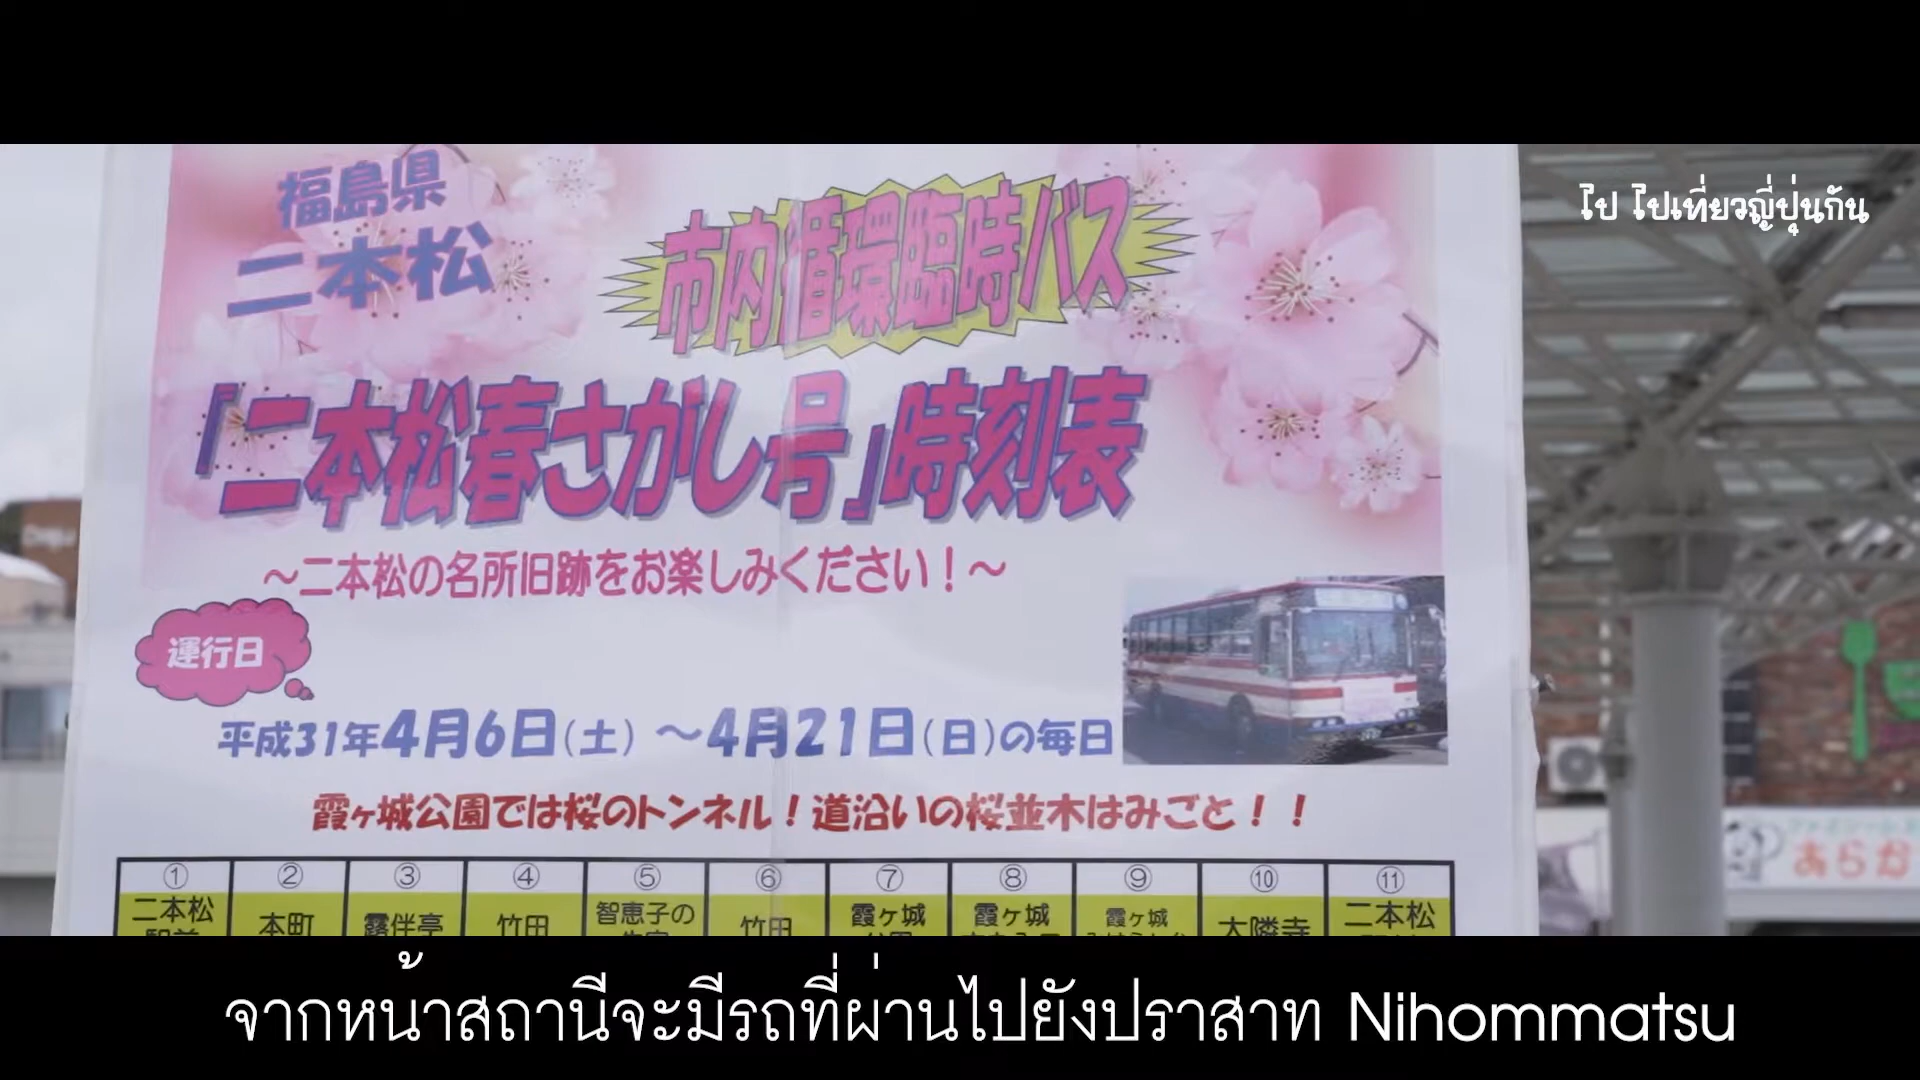 福島県
二本松
市内循環臨時バス
ไป ไปเที่ยวญี่ปุ่นกัน
『二本松春さがし号』時刻表
～二本松の名所旧跡をお楽しみください！～
運行日
平成31年4月6日(土)～4月21日(日)の毎日
霞ヶ城公園では桜のトンネル！道沿いの桜並木はみごと！！
① ② ③ ④ ⑤ ⑥ ⑦ ⑧ ⑨ ⑩ ⑪
二本松 本町 露伴亭 竹田 智恵子の 竹田 霞ヶ城 霞ヶ城 霞ヶ城 大隣寺 二本松
あらか
จากหน้าสถานีจะมีรถที่ผ่านไปยังปราสาท Nihommatsu